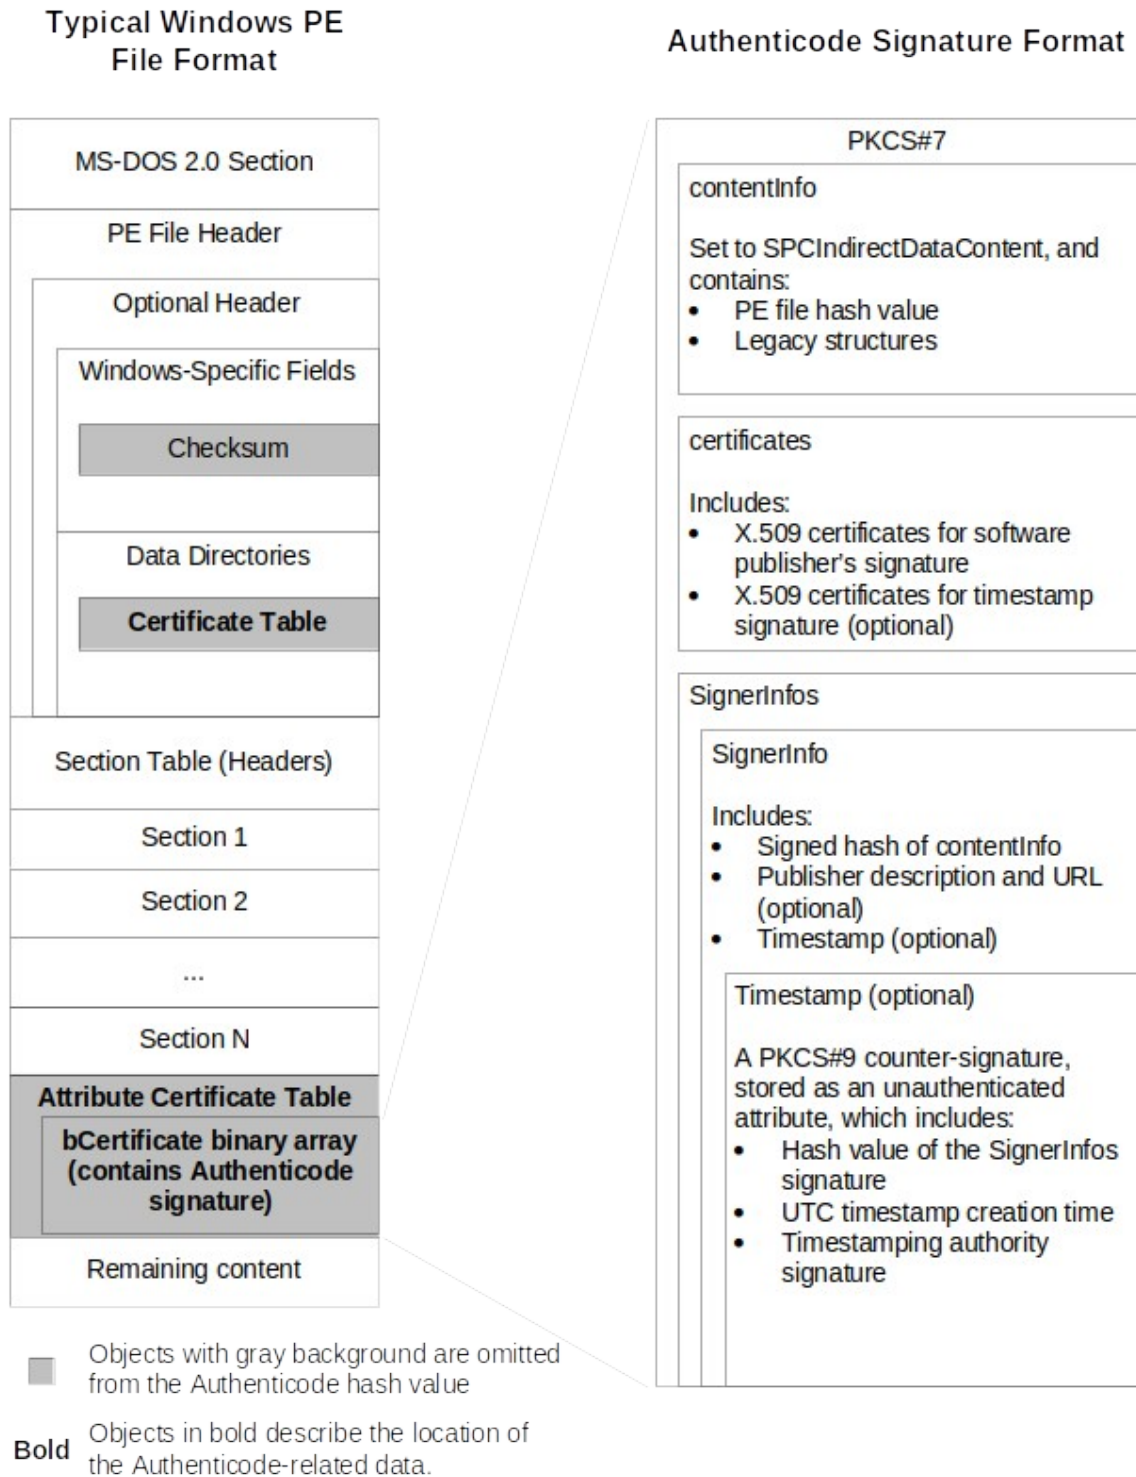 Typical Windows PE
File Format
MS-DOS 2.0 Section
PE File Header
Optional Header
Windows-Specific Fields
Checksum
Data Directories
Certificate Table
Section Table (Headers)
Section 1
Section 2
...
Section N
Attribute Certificate Table
bCertificate binary array
(contains Authenticode
signature)
Remaining content
Objects with gray background are omitted
from the Authenticode hash value
Bold Objects in bold describe the location of
the Authenticode-related data.
Authenticode Signature Format
PKCS#7
contentInfo
Set to SPCIndirectDataContent, and
contains:
• PE file hash value
• Legacy structures
certificates
Includes:
• X.509 certificates for software
publisher's signature
• X.509 certificates for timestamp
signature (optional)
SignerInfos
SignerInfo
Includes:
• Signed hash of contentInfo
• Publisher description and URL
(optional)
• Timestamp (optional)
Timestamp (optional)
A PKCS#9 counter-signature,
stored as an unauthenticated
attribute, which includes:
• Hash value of the SignerInfos
signature
• UTC timestamp creation time
• Timestamping authority
signature